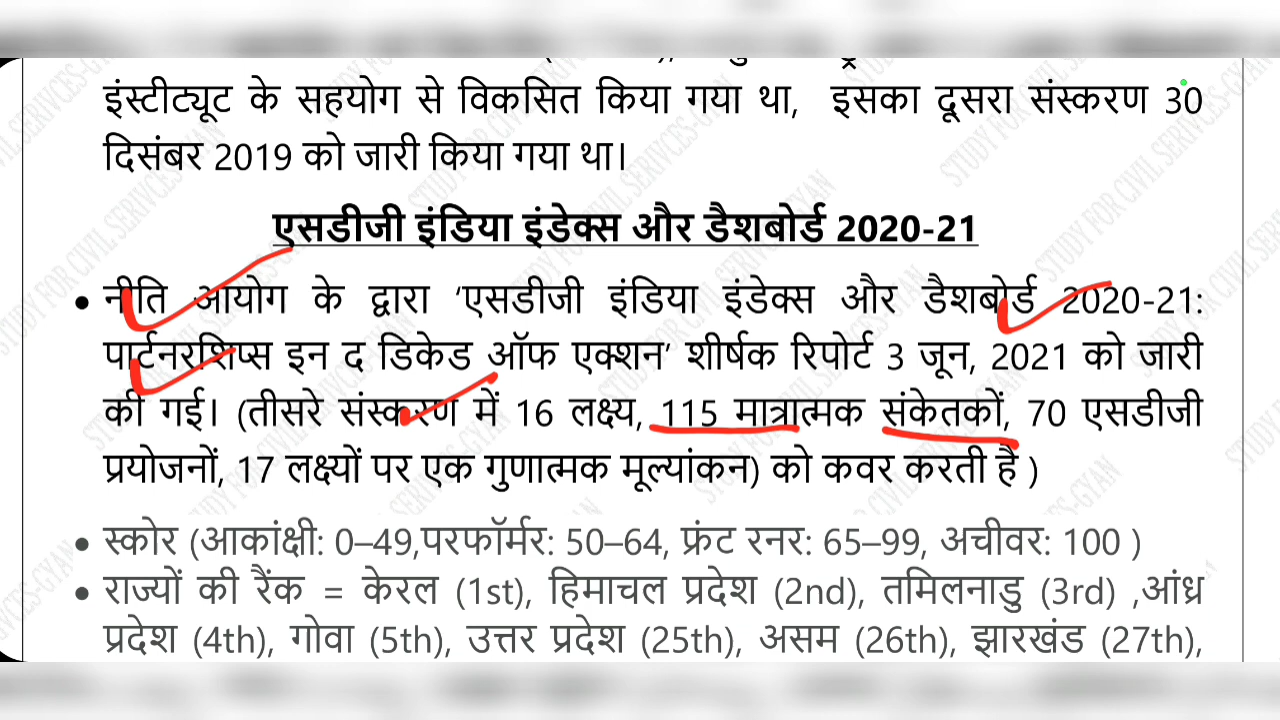 इंस्टीट्यूट के सहयोग से विकसित किया गया था, इसका दूसरा संस्करण 30
दिसंबर 2019 को जारी किया गया था।
एसडीजी इंडिया इंडेक्स और डैशबोर्ड 2020-21
• नीति आयोग के द्वारा ‘एसडीजी इंडिया इंडेक्स और डैशबोर्ड 2020-21:
पार्टनरशिप्स इन द डिकेड ऑफ एक्शन’ शीर्षक रिपोर्ट 3 जून, 2021 को जारी
की गई। (तीसरे संस्करण में 16 लक्ष्य, 115 मात्रात्मक संकेतकों, 70 एसडीजी
प्रयोजनों, 17 लक्ष्यों पर एक गुणात्मक मूल्यांकन) को कवर करती है )
• स्कोर (आकांक्षी: 0–49,परफॉर्मर: 50–64, फ्रंट रनर: 65–99, अचीवर: 100 )
• राज्यों की रैंक = केरल (1st), हिमाचल प्रदेश (2nd), तमिलनाडु (3rd) ,आंध्र
प्रदेश (4th), गोवा (5th), उत्तर प्रदेश (25th), असम (26th), झारखंड (27th),